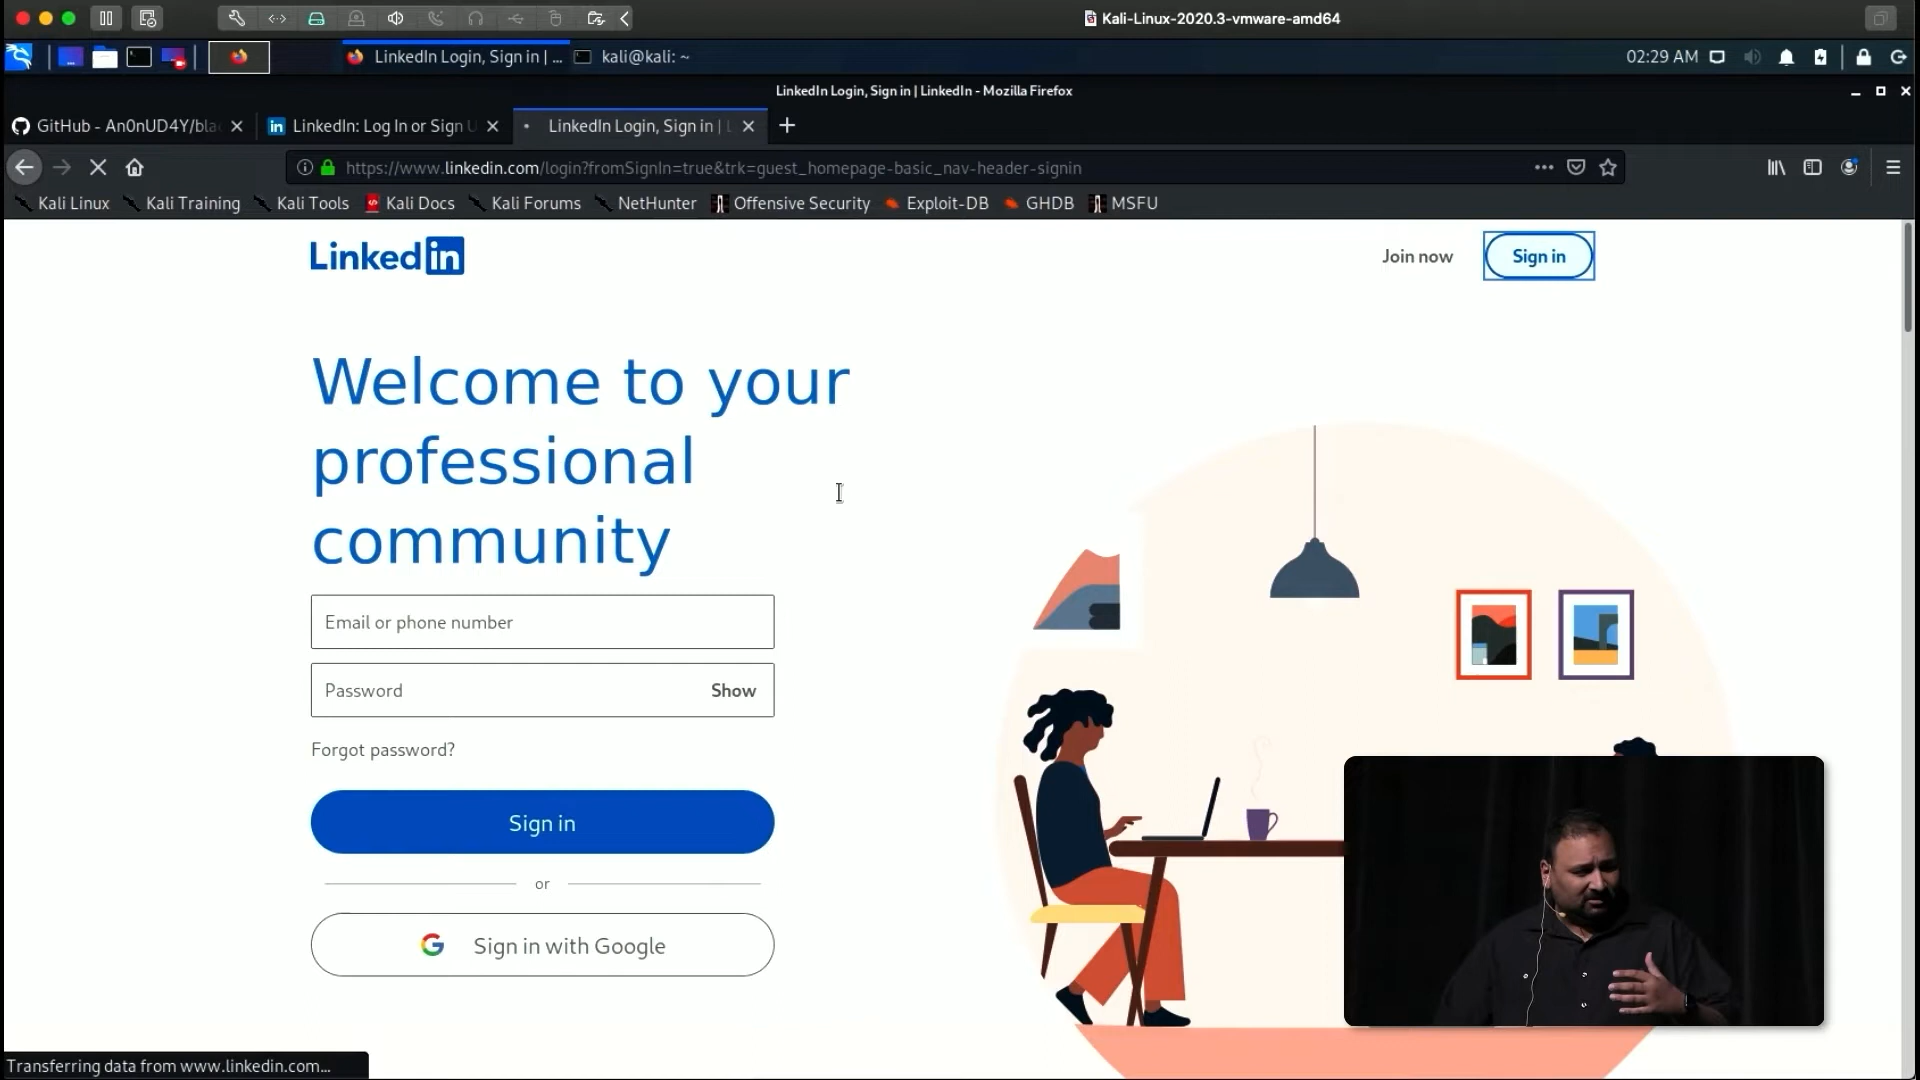 Kali-Linux-2020.3-vmware-amd64
LinkedIn Login, Sign in | ...
kali@kali: ~
02:29 AM
LinkedIn Login, Sign in | LinkedIn - Mozilla Firefox
GitHub - An0nUD4Y/bla
LinkedIn: Log In or Sign U
LinkedIn Login, Sign in | L
https://www.linkedin.com/login?fromSignIn=true&trk=guest_homepage-basic_nav-header-signin
Kali Linux Kali Training Kali Tools Kali Docs Kali Forums NetHunter Offensive Security Exploit-DB GHDB MSFU
Linkedin
Join now
Sign in
Welcome to your
professional
community
Email or phone number
Password
Show
Forgot password?
Sign in
or
Sign in with Google
Transferring data from www.linkedin.com...